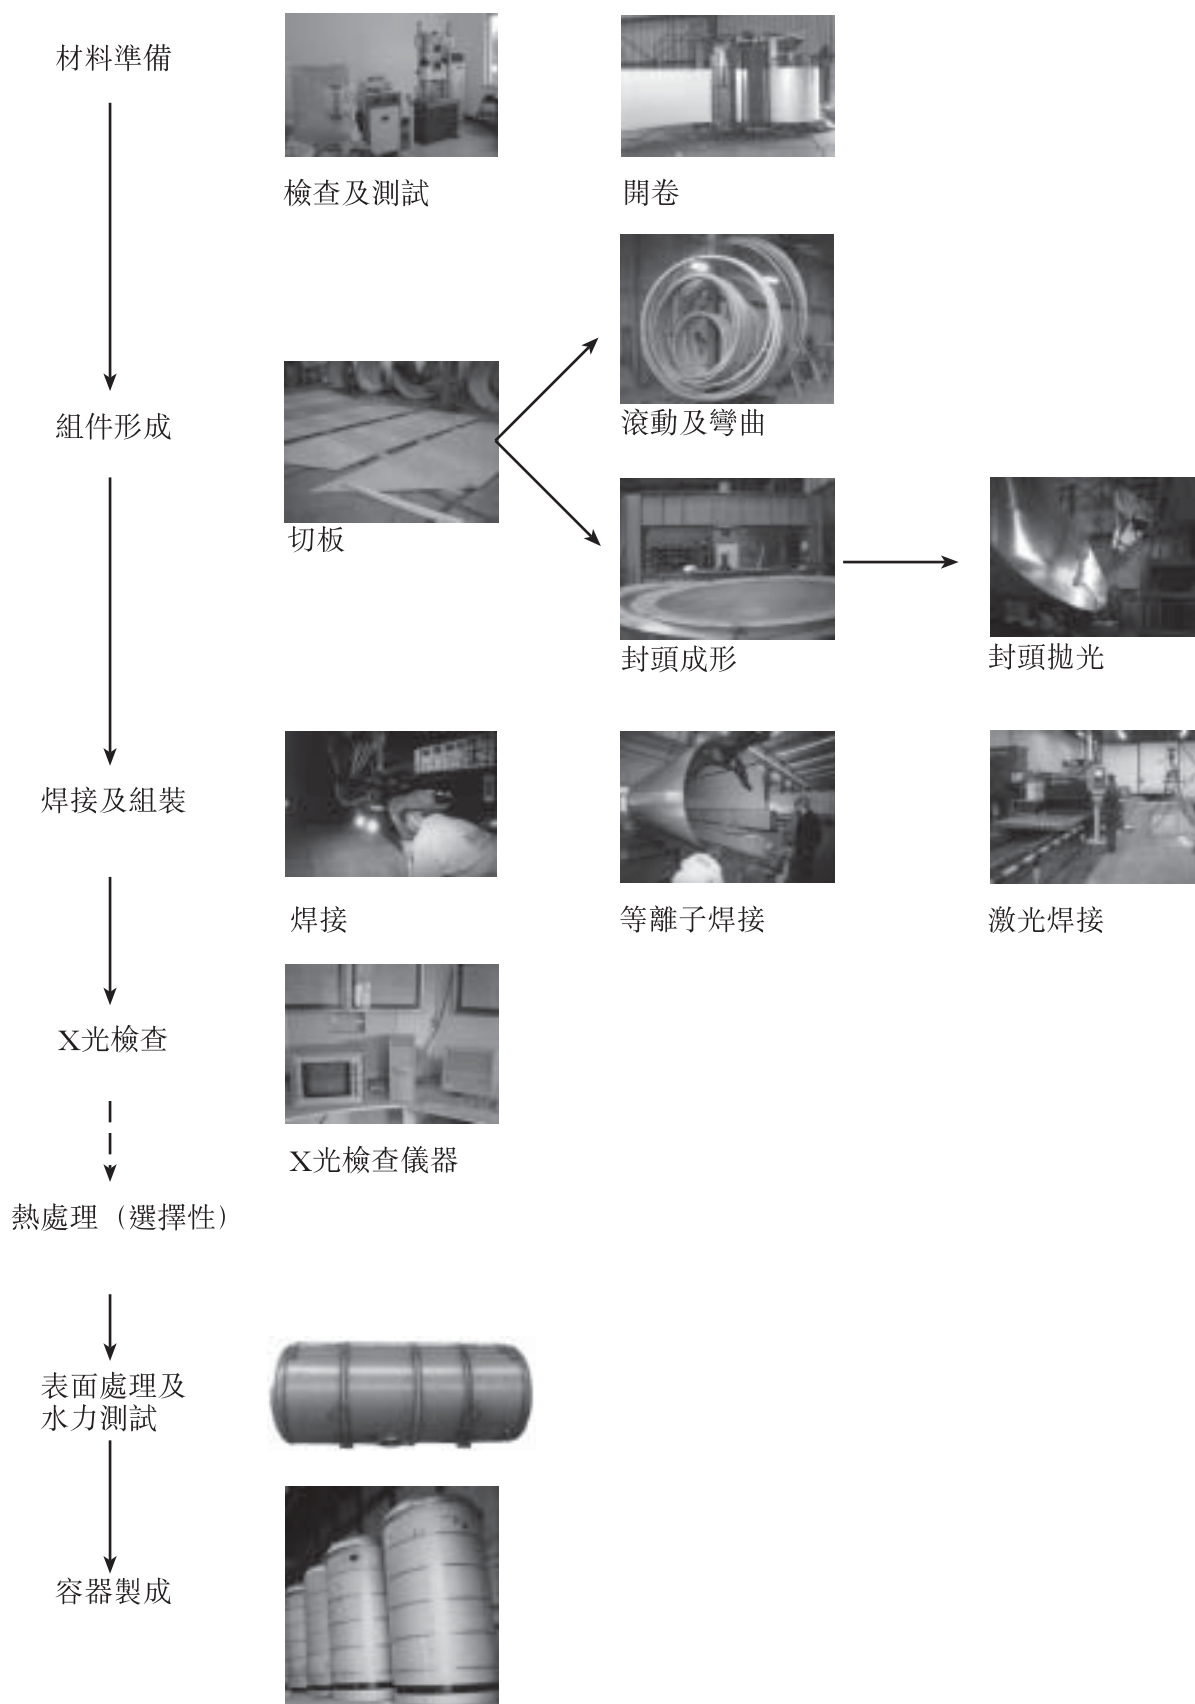 材料準備
檢查及測試
開卷
組件形成
切板
滾動及彎曲
封頭成形
封頭拋光
焊接及組裝
焊接
等離子焊接
激光焊接
X光檢查
X光檢查儀器
熱處理（選擇性）
表面處理及
水力測試
容器製成